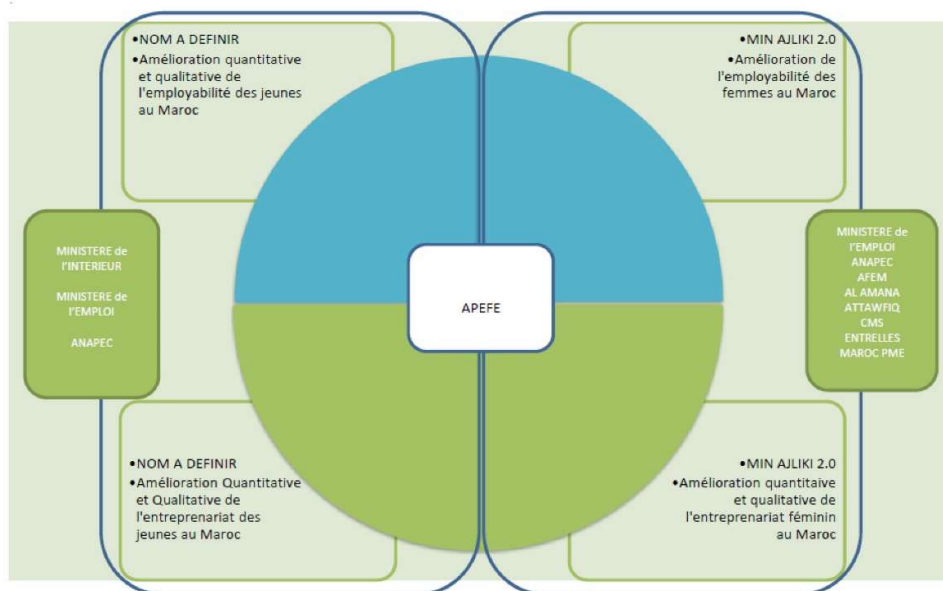 •NOM A DEFINIR
•Amélioration quantitative
et qualitative de
l'employabilité des jeunes
au Maroc
•MIN AJLIKI 2.0
•Amélioration de
l'employabilité des
femmes au Maroc
MINISTERE de
l'INTERIEUR
MINISTERE de
l'EMPLOI
ANAPEC
APEFE
MINISTERE de
l'EMPLOI
ANAPEC
AFEM
AL AMANA
ATTAWFIQ
CMS
ENTRELLES
MAROC PME
•NOM A DEFINIR
•Amélioration Quantitative
et Qualitative de
l'entreprenariat des
jeunes au Maroc
•MIN AJLIKI 2.0
•Amélioration quantitaive
et qualitative de
l'entreprenariat féminin
au Maroc